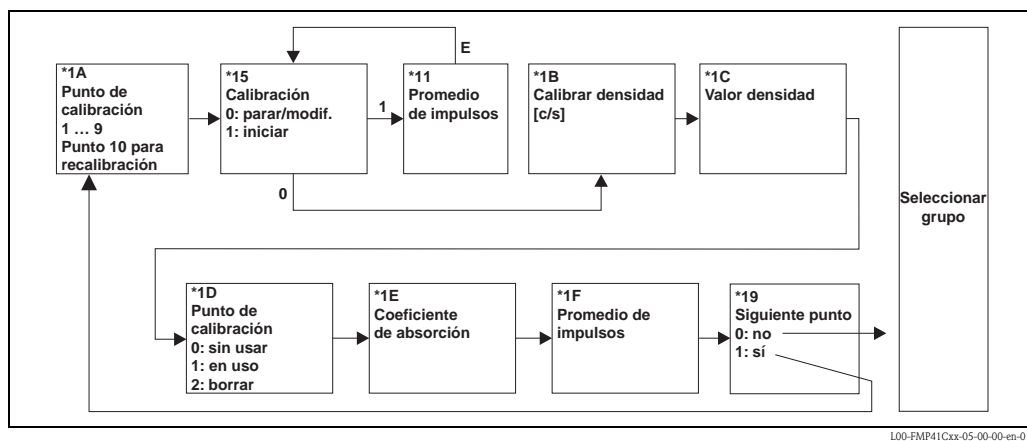 E
*1A
Punto de
calibración
1 ... 9
Punto 10 para
recalibración
*15
Calibración
0: parar/modif.
1: iniciar
1
*11
Promedio
de impulsos
*1B
Calibrar densidad
[c/s]
*1C
Valor densidad
0
Seleccionar
grupo
*1D
Punto de
calibración
0: sin usar
1: en uso
2: borrar
*1E
Coeficiente
de absorción
*1F
Promedio de
impulsos
*19
Siguiente punto
0: no
1: sí
L00-FMP41Cxx-05-00-00-en-0